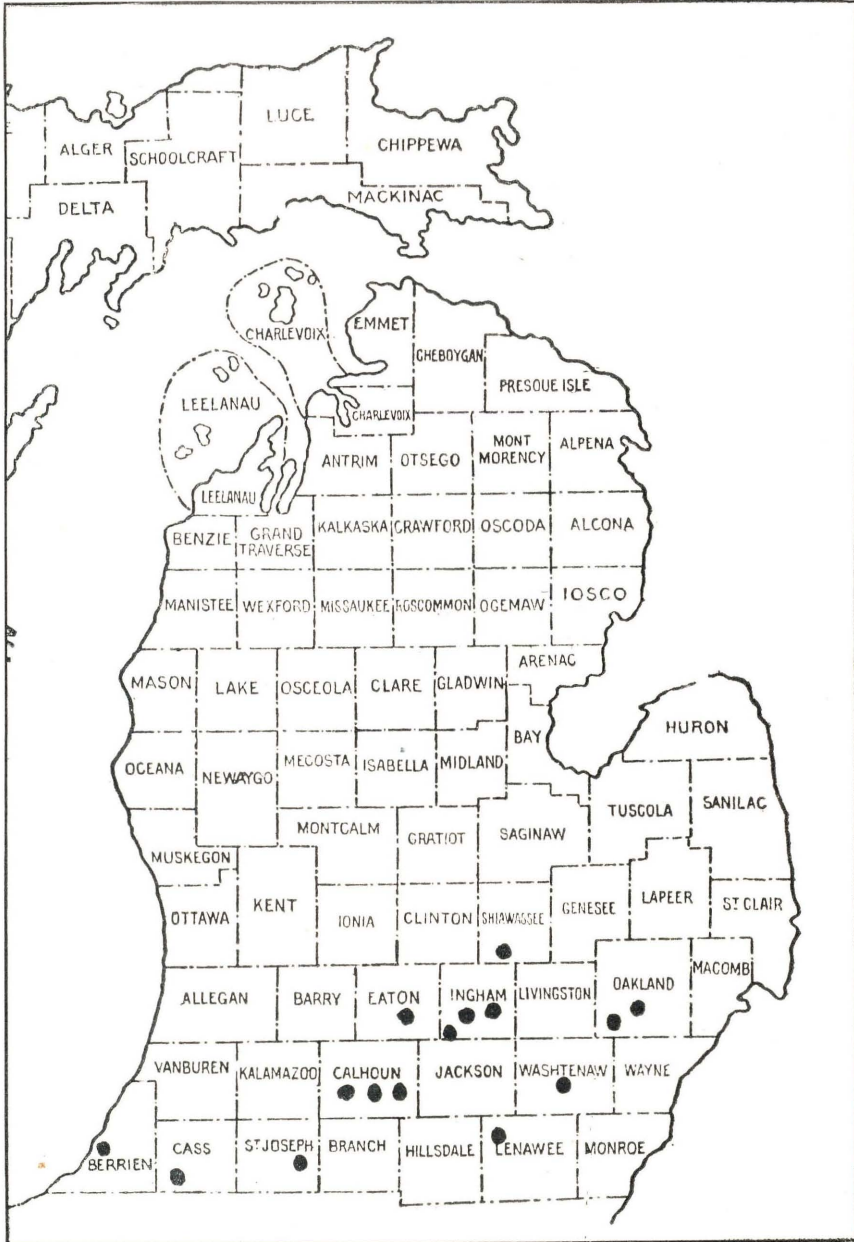 LUCE
ALGER
SCHOOLCRAFT
CHIPPEWA
MACKINAC
DELTA
EMMET
CHARLEVOIX
CHEBOYGAN
PRESQUE ISLE
LEELANAU
CHARLEVOIX
ANTRIM
OTSEGO
MONT
MORENCY
ALPENA
LEELANAU
BENZIE
GRAND
TRAVERSE
KALKASKA
CRAWFORD
OSCODA
ALCONA
MANISTEE
WEXFORD
MISSAUKEE
ROSCOMMON
OGEMAW
IOSCO
ARENAC
MASON
LAKE
OSCEOLA
CLARE
GLADWIN
BAY
HURON
OCEANA
NEWAYGO
MECOSTA
ISABELLA
MIDLAND
TUSCOLA
SANILAC
MONTCALM
GRATIOT
SAGINAW
MUSKEGON
OTTAWA
KENT
IONIA
CLINTON
SHIAWASSEE
GENESEE
LAPEER
ST CLAIR
ALLEGAN
BARRY
EATON
INGHAM
LIVINGSTON
OAKLAND
MACOMB
VANBUREN
KALAMAZOO
CALHOUN
JACKSON
WASHTENAW
WAYNE
BERRIEN
CASS
ST JOSEPH
BRANCH
HILLSDALE
LENAWEE
MONROE